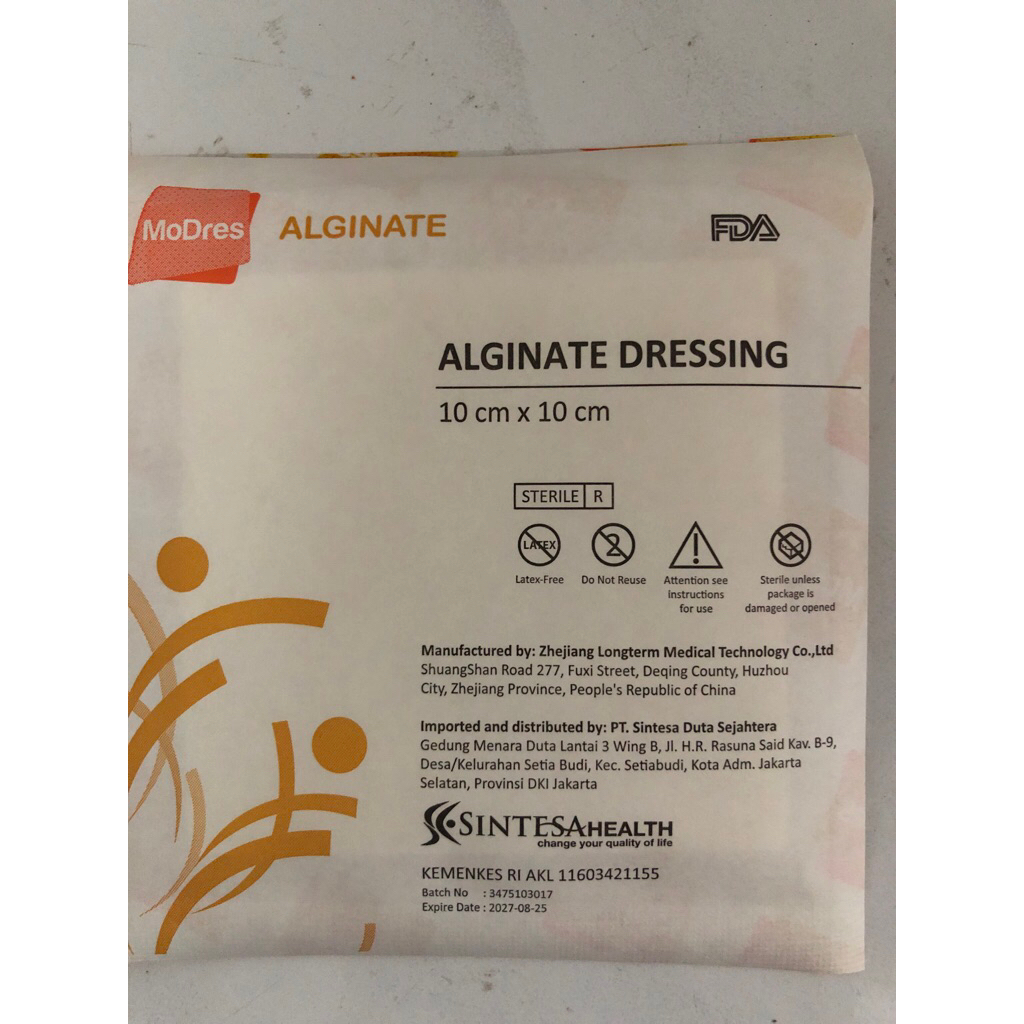 MoDres ALGINATE FDA
ALGINATE DRESSING
10 cm x 10 cm
STERILE R
LATEX 2
Latex-Free Do Not Reuse Attention see instructions for use Sterile unless package is damaged or opened
Manufactured by: Zhejiang Longterm Medical Technology Co.,Ltd
ShuangShan Road 277, Fuxi Street, Deqing County, Huzhou
City, Zhejiang Province, People's Republic of China
Imported and distributed by: PT. Sintesa Duta Sejahtera
Gedung Menara Duta Lantai 3 Wing B, Jl. H.R. Rasuna Said Kav. B-9,
Desa/Kelurahan Setia Budi, Kec. Setiabudi, Kota Adm. Jakarta
Selatan, Provinsi DKI Jakarta
SINTESAHEALTH
change your quality of life
KEMENKES RI AKL 11603421155
Batch No : 3475103017
Expire Date : 2027-08-25